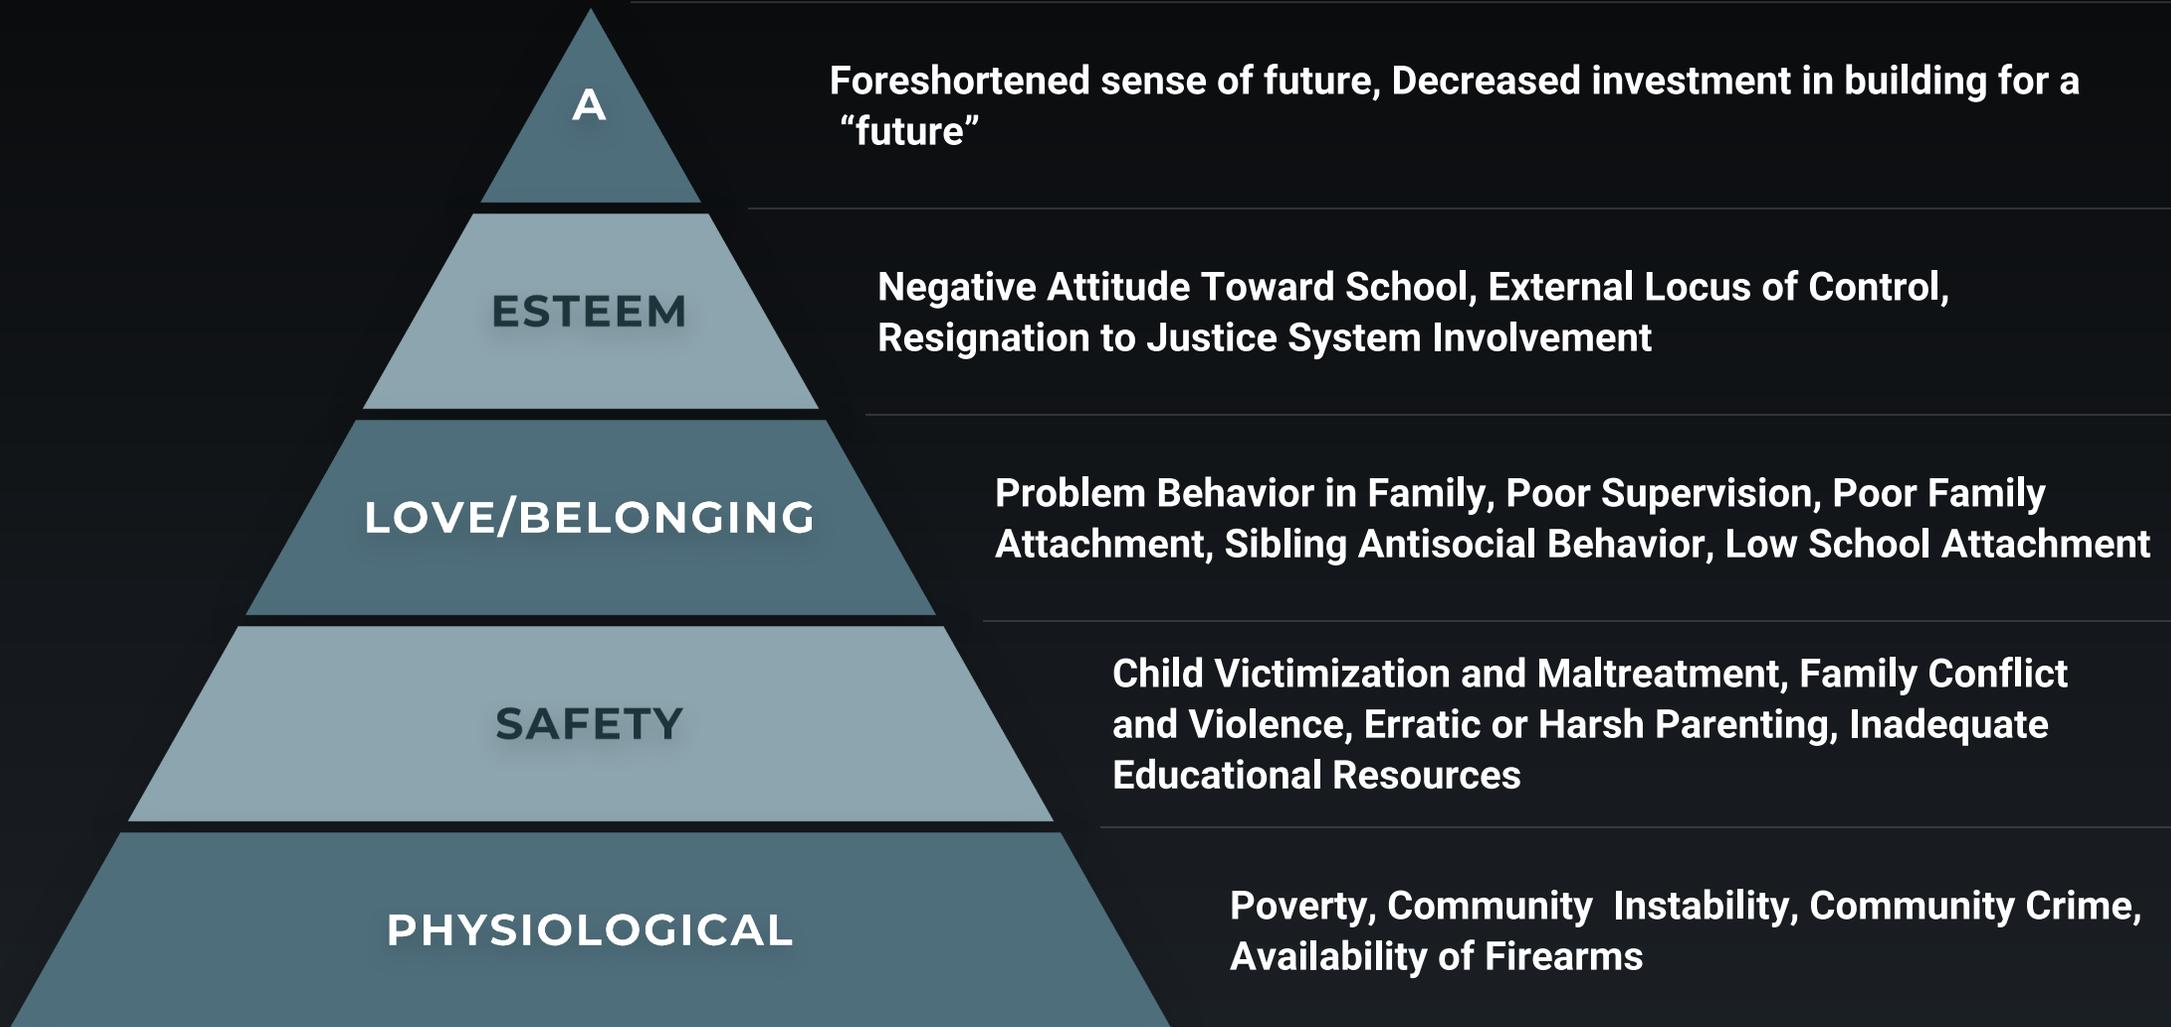 A
Foreshortened sense of future, Decreased investment in building for a
“future”
ESTEEM
Negative Attitude Toward School, External Locus of Control,
Resignation to Justice System Involvement
LOVE/BELONGING
Problem Behavior in Family, Poor Supervision, Poor Family
Attachment, Sibling Antisocial Behavior, Low School Attachment
SAFETY
Child Victimization and Maltreatment, Family Conflict
and Violence, Erratic or Harsh Parenting, Inadequate
Educational Resources
PHYSIOLOGICAL
Poverty, Community  Instability, Community Crime,
Availability of Firearms